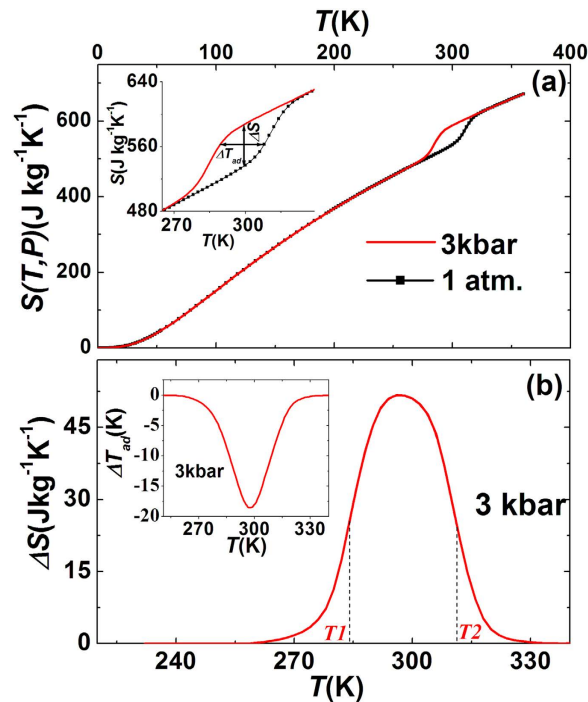 T(K)
0 100 200 300 400
(a)
S(T,P)(J kg⁻¹K⁻¹)
600
400
200
0
S(J kg⁻¹K⁻¹)
640
560
480
ΔS
ΔT_ad
270 300
T(K)
3kbar
1 atm.
(b)
ΔS(Jkg⁻¹K⁻¹)
45
30
15
0
ΔT_ad(K)
0
-5
-10
-15
-20
3kbar
270 300 330
T(K)
3 kbar
T1 T2
240 270 300 330
T(K)